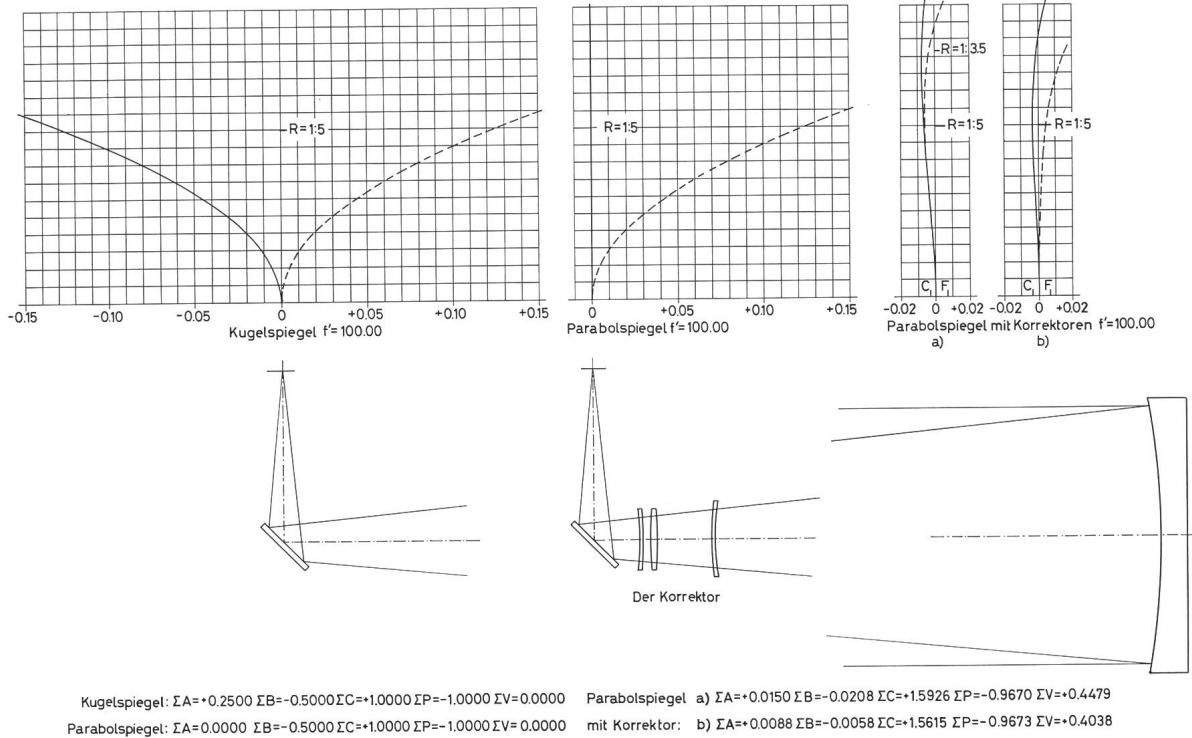 R=1:5
-0.15 -0.10 -0.05 0 +0.05 +0.10 +0.15
Kugelspiegel f'=100.00
R=1:5
0 +0.05 +0.10 +0.15
Parabolspiegel f'=100.00
R=1:3.5
R=1:5
R=1:5
C F C F
-0.02 0 +0.02 -0.02 0 +0.02
Parabolspiegel mit Korrektoren f'=100.00
a) b)
Der Korrektor
Kugelspiegel: ΣA=+0.2500 ΣB=-0.5000 ΣC=+1.0000 ΣP=-1.0000 ΣV=0.0000
Parabolspiegel: ΣA=0.0000 ΣB=-0.5000 ΣC=+1.0000 ΣP=-1.0000 ΣV=0.0000
Parabolspiegel a) ΣA=+0.0150 ΣB=-0.0208 ΣC=+1.5926 ΣP=-0.9670 ΣV=+0.4479
mit Korrektor: b) ΣA=+0.0088 ΣB=-0.0058 ΣC=+1.5615 ΣP=-0.9673 ΣV=+0.4038